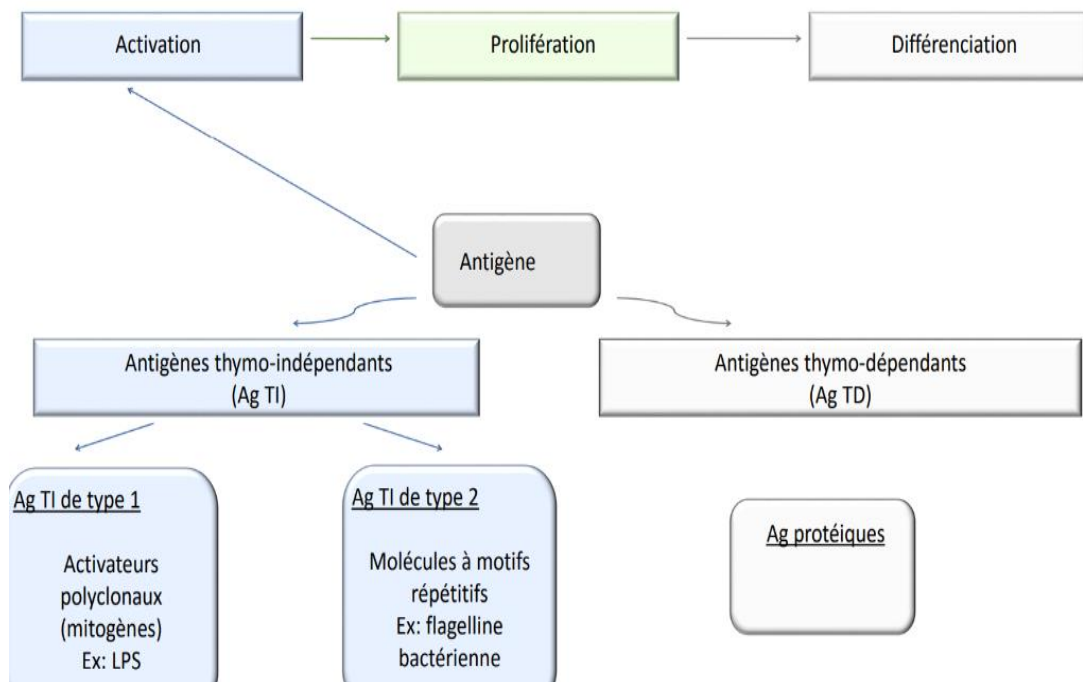 Activation
Prolifération
Différenciation
Antigène
Antigènes thymo-indépendants
(Ag TI)
Antigènes thymo-dépendants
(Ag TD)
Ag TI de type 1
Activateurs
polyclonaux
(mitogènes)
Ex: LPS
Ag TI de type 2
Molécules à motifs
répétitifs
Ex: flagelline
bactérienne
Ag protéiques